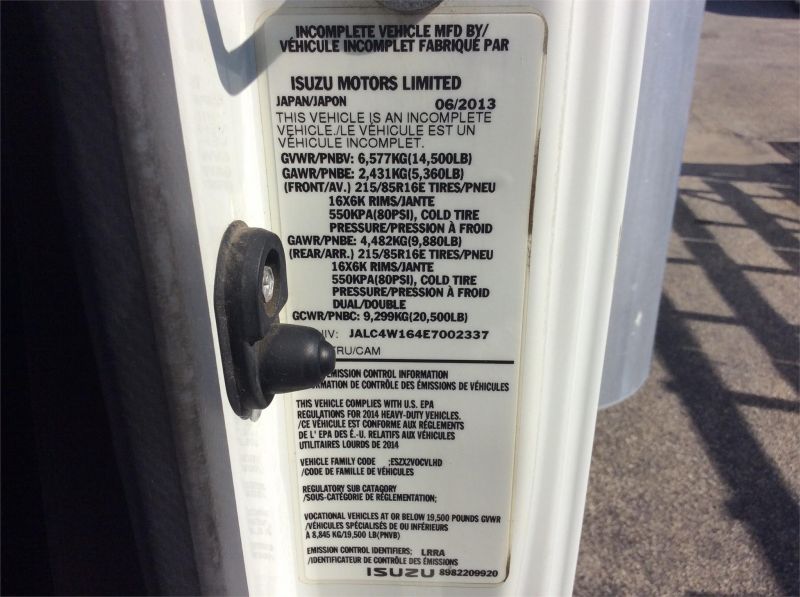 INCOMPLETE VEHICLE MFD BY/
VÉHICULE INCOMPLET FABRIQUÉ PAR
ISUZU MOTORS LIMITED
JAPAN/JAPON 06/2013
THIS VEHICLE IS AN INCOMPLETE
VEHICLE./LE VÉHICULE EST UN
VÉHICULE INCOMPLET.
GVWR/PNBV: 6,577KG(14,500LB)
GAWR/PNBE: 2,431KG(5,360LB)
(FRONT/AV.) 215/85R16E TIRES/PNEU
16X6K RIMS/JANTE
550KPA(80PSI), COLD TIRE
PRESSURE/PRESSION À FROID
GAWR/PNBE: 4,482KG(9,880LB)
(REAR/ARR.) 215/85R16E TIRES/PNEU
16X6K RIMS/JANTE
550KPA(80PSI), COLD TIRE
PRESSURE/PRESSION À FROID
DUAL/DOUBLE
GCWR/PNBC: 9,299KG(20,500LB)
NIV: JALC4W164E7002337
TRU/CAM
EMISSION CONTROL INFORMATION
RMATION DE CONTRÔLE DES ÉMISSIONS DE VÉHICULES
THIS VEHICLE COMPLIES WITH U.S. EPA
REGULATIONS FOR 2014 HEAVY-DUTY VEHICLES.
/CE VÉHICULE EST CONFORME AUX RÈGLEMENTS
DE L' EPA DES É.-U. RELATIFS AUX VÉHICULES
UTILITAIRES LOURDS DE 2014
VEHICLE FAMILY CODE ;ESZX2VOCVLHD
/CODE DE FAMILLE DE VÉHICULES
REGULATORY SUB CATAGORY
/SOUS-CATÉGORIE DE RÉGLEMENTATION;
VOCATIONAL VEHICLES AT OR BELOW 19,500 POUNDS GVWR
/VÉHICULES SPÉCIALISÉS DE OU INFÉRIEURS
À 8,845 KG/19,500 LB(PNVB)
EMISSION CONTROL IDENTIFIERS; LRRA
/IDENTIFICATEUR DE CONTRÔLE DES ÉMISSIONS
ISUZU 8982209920